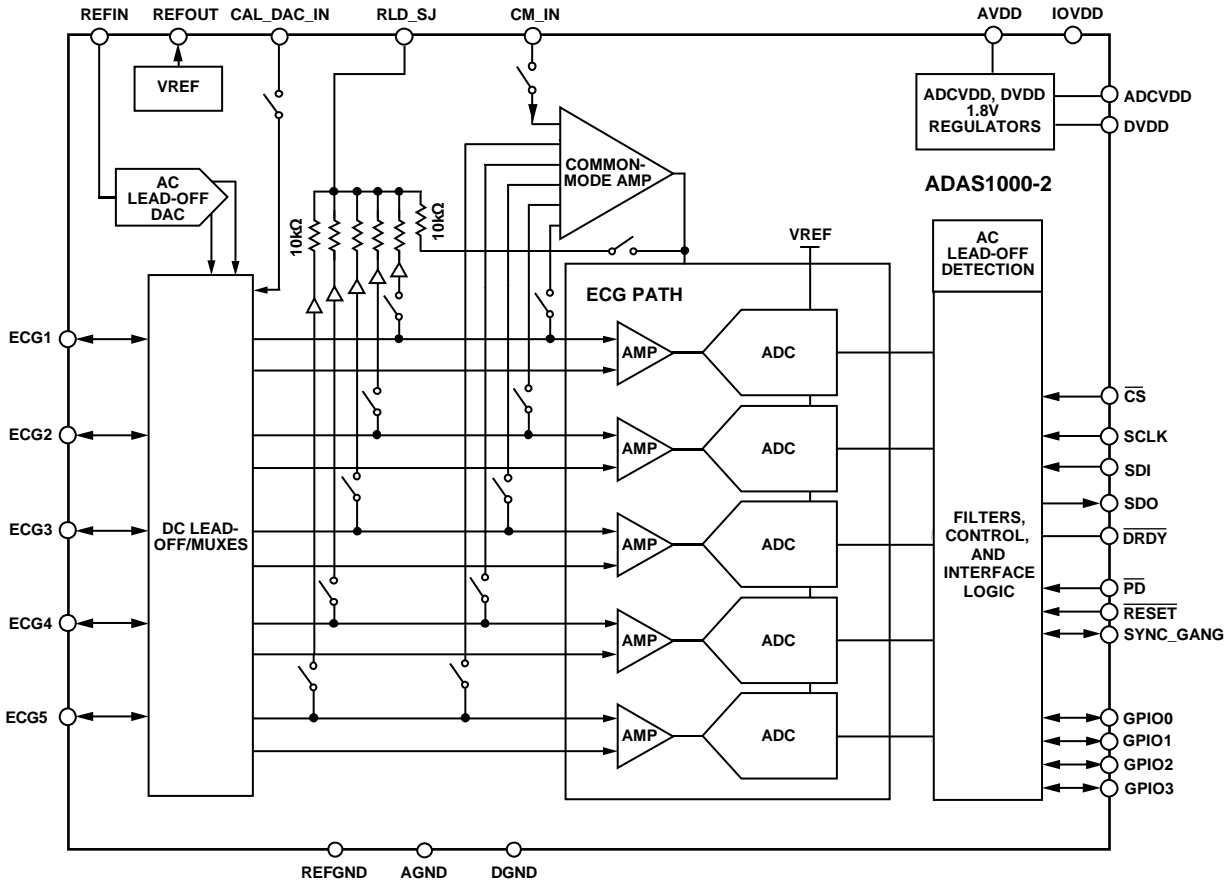 REFIN
REFOUT
CAL_DAC_IN
RLD_SJ
CM_IN
AVDD
IOVDD
VREF
ADCVDD, DVDD
1.8V
REGULATORS
ADCVDD
DVDD
AC
LEAD-OFF
DAC
COMMON-
MODE AMP
ADAS1000-2
10kΩ
10kΩ
VREF
AC
LEAD-OFF
DETECTION
ECG PATH
ECG1
AMP
ADC
CS
ECG2
AMP
ADC
SCLK
SDI
SDO
ECG3
DC LEAD-
OFF/MUXES
AMP
ADC
FILTERS,
CONTROL,
AND
INTERFACE
LOGIC
DRDY
PD
RESET
SYNC_GANG
ECG4
AMP
ADC
ECG5
AMP
ADC
GPIO0
GPIO1
GPIO2
GPIO3
REFGND
AGND
DGND